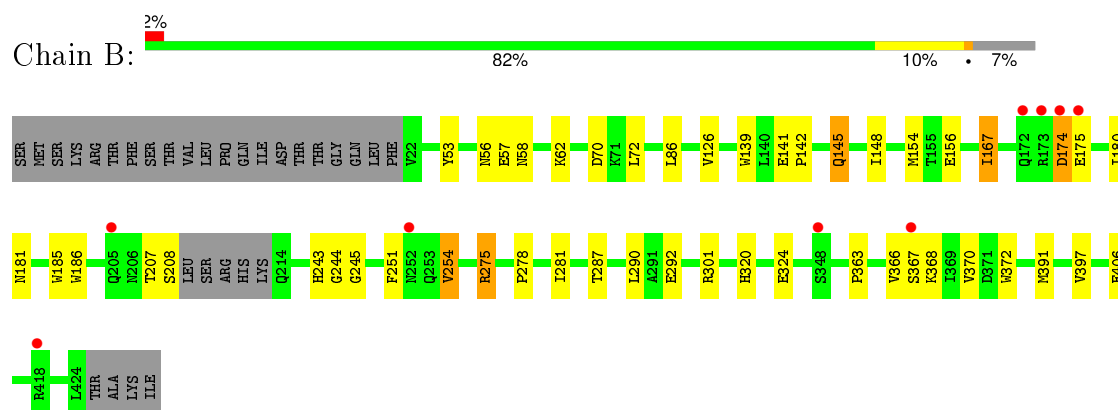 2%
Chain B:
82% 10% • 7%
SER MET SER LYS ARG THR PHE SER THR VAL LEU PRO GLN ILE ASP THR THR GLY GLN LEU PHE V22 Y53 N56 E57 N58 K62 D70 K71 L72 L86 V126 W139 L140 E141 P142 Q145 I148 M154 T155 E156 I167 Q172 R173 D174 E175
N181 W185 W186 Q205 N206 T207 S208 LEU SER ARG HIS LYS Q214 H243 G244 G245 F251 N252 Q253 V254 R275 P278 I281 T287 L290 A291 E292 R301 H320 E324 S348 P363 V366 S367 K368 I369 V370 D371 W372 M391 V397
R418 L424 THR ALA LYS ILE